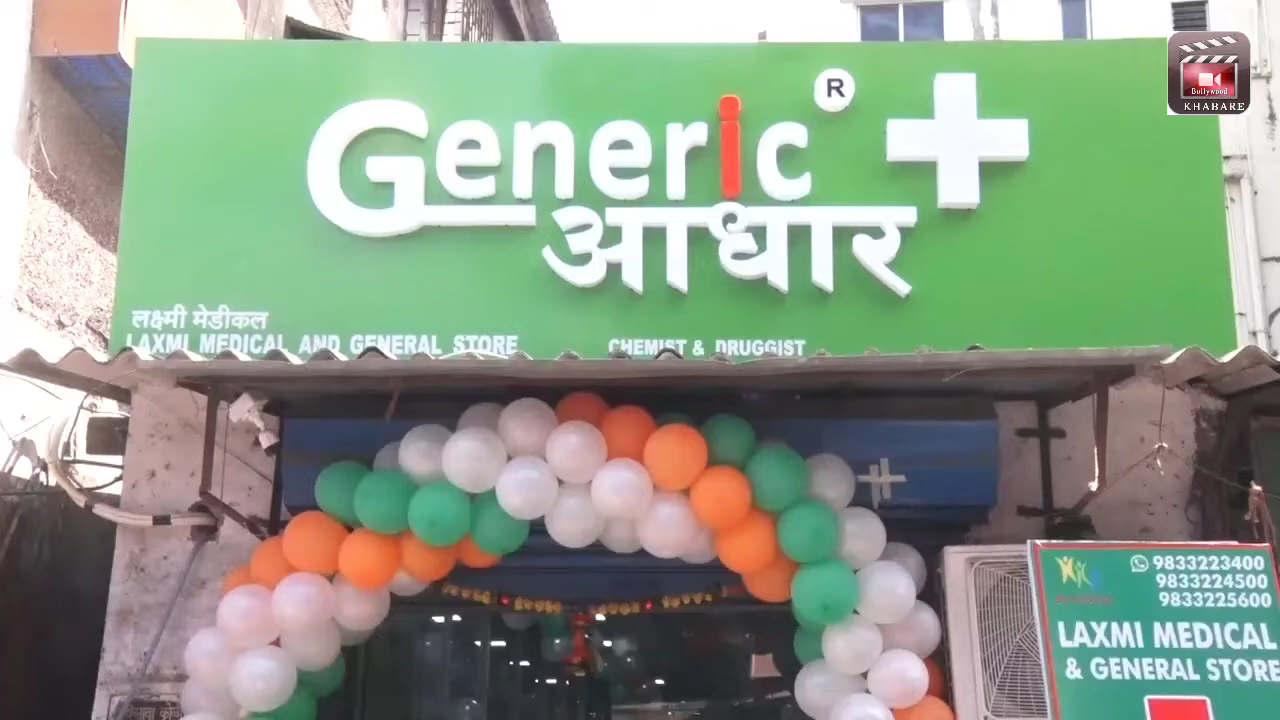 Bollywood
KHABARE
Generic ®
आधार
लक्ष्मी मेडीकल
LAXMI MEDICAL AND GENERAL STORE
CHEMIST & DRUGGIST
9833223400
9833224500
9833225600
LAXMI MEDICAL
& GENERAL STORE